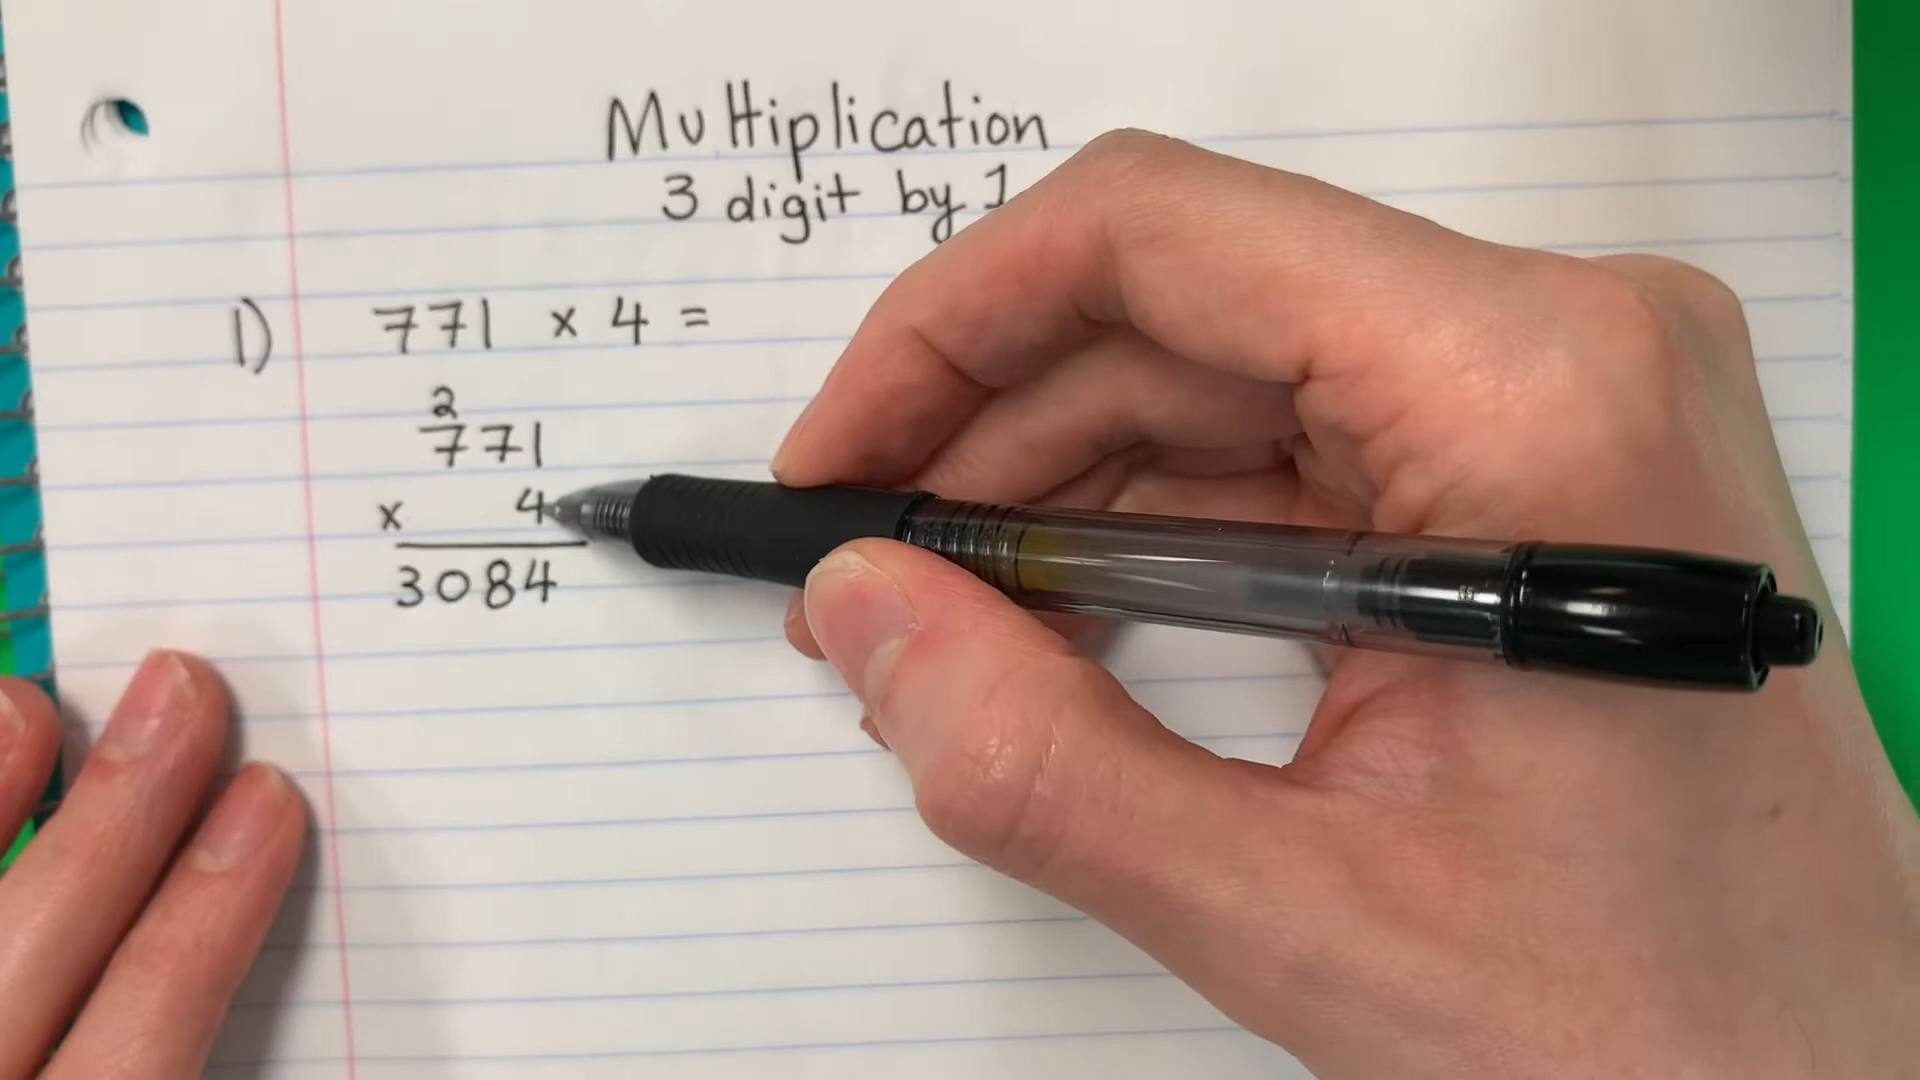 Multiplication
3 digit by 1
1) 771 x 4 =
2
771
x 4
3084